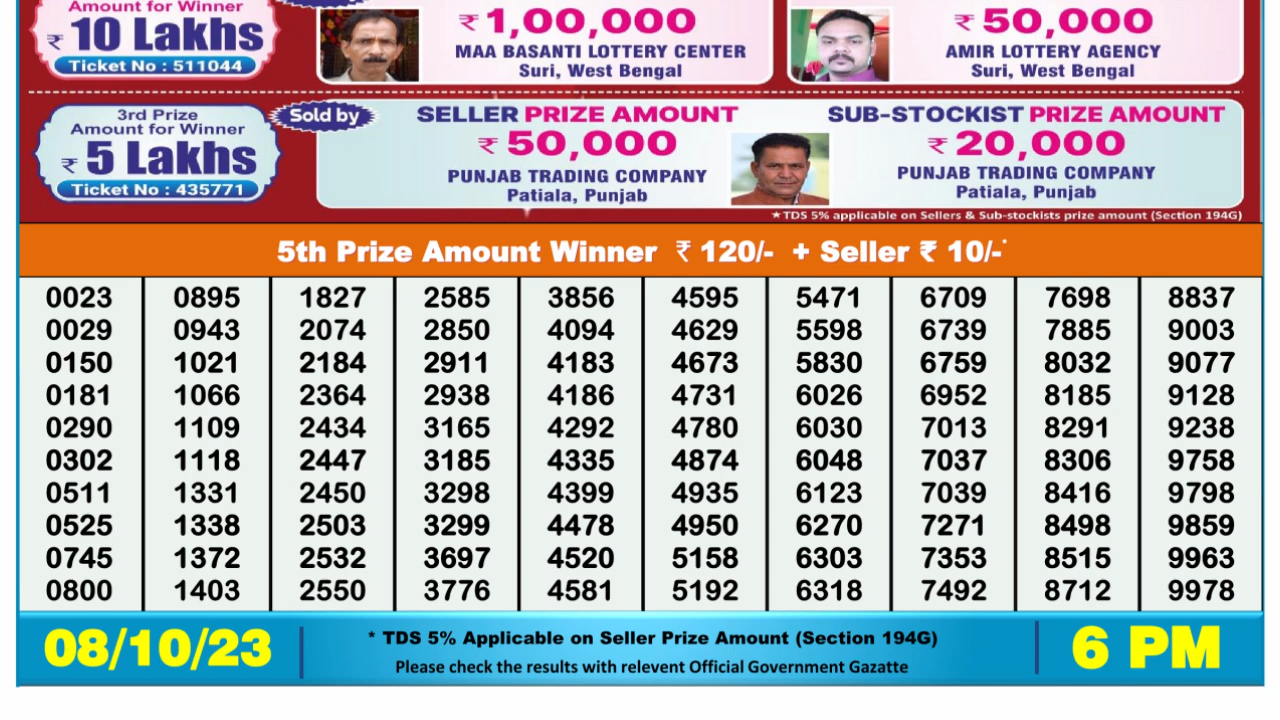 Amount for Winner
₹ 10 Lakhs
Ticket No : 511044
₹ 1,00,000
MAA BASANTI LOTTERY CENTER
Suri, West Bengal
₹ 50,000
AMIR LOTTERY AGENCY
Suri, West Bengal
3rd Prize
Amount for Winner
₹ 5 Lakhs
Ticket No : 435771
Sold by
SELLER PRIZE AMOUNT
₹ 50,000
PUNJAB TRADING COMPANY
Patiala, Punjab
SUB-STOCKIST PRIZE AMOUNT
₹ 20,000
PUNJAB TRADING COMPANY
Patiala, Punjab
★TDS 5% applicable on Sellers & Sub-stockists prize amount (Section 194G)
5th Prize Amount Winner ₹ 120/- + Seller ₹ 10/-*
0023 0895 1827 2585 3856 4595 5471 6709 7698 8837
0029 0943 2074 2850 4094 4629 5598 6739 7885 9003
0150 1021 2184 2911 4183 4673 5830 6759 8032 9077
0181 1066 2364 2938 4186 4731 6026 6952 8185 9128
0290 1109 2434 3165 4292 4780 6030 7013 8291 9238
0302 1118 2447 3185 4335 4874 6048 7037 8306 9758
0511 1331 2450 3298 4399 4935 6123 7039 8416 9798
0525 1338 2503 3299 4478 4950 6270 7271 8498 9859
0745 1372 2532 3697 4520 5158 6303 7353 8515 9963
0800 1403 2550 3776 4581 5192 6318 7492 8712 9978
08/10/23
* TDS 5% Applicable on Seller Prize Amount (Section 194G)
Please check the results with relevent Official Government Gazatte
6 PM